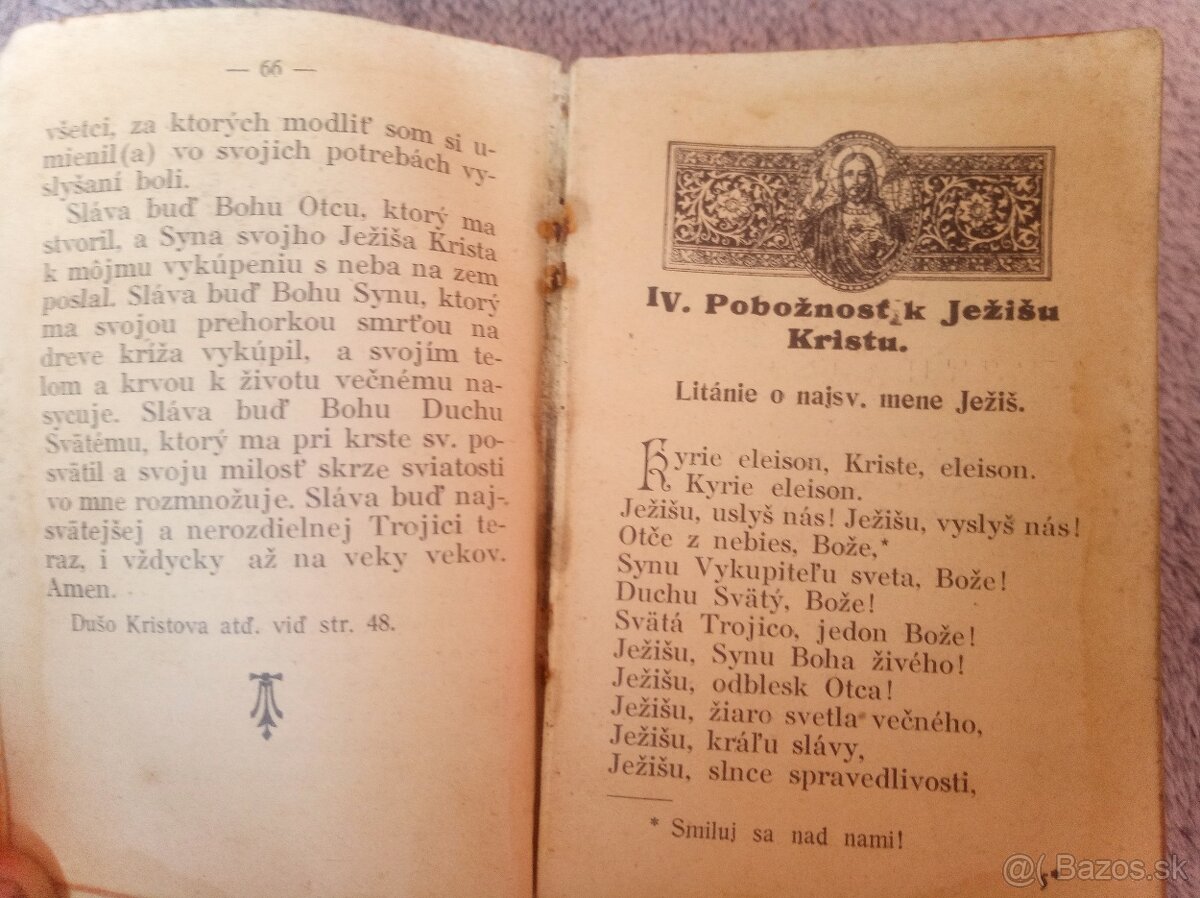 — 66 —
všetci, za ktorých modliť som si u-
mienil(a) vo svojich potrebách vy-
slyšaní boli.
Sláva buď Bohu Otcu, ktorý ma
stvoril, a Syna svojho Ježiša Krista
k môjmu vykúpeniu s neba na zem
poslal. Sláva buď Bohu Synu, ktorý
ma svojou prehorkou smrťou na
dreve kríža vykúpil, a svojím te-
lom a krvou k životu večnému na-
sycuje. Sláva buď Bohu Duchu
Svätému, ktorý ma pri krste sv. po-
svätil a svoju milosť skrze sviatosti
vo mne rozmnožuje. Sláva buď naj-
svätejšej a nerozdielnej Trojici te-
raz, i vždycky až na veky vekov.
Amen.
Dušo Kristova atď. viď str. 48.
IV. Pobožnosť k Ježišu
Kristu.
Litánie o najsv. mene Ježiš.
Kyrie eleison, Kriste, eleison.
Kyrie eleison.
Ježišu, uslyš nás! Ježišu, vyslyš nás!
Otče z nebies, Bože,*
Synu Vykupiteľu sveta, Bože!
Duchu Svätý, Bože!
Svätá Trojico, jedon Bože!
Ježišu, Synu Boha živého!
Ježišu, odblesk Otca!
Ježišu, žiaro svetla večného,
Ježišu, kráľu slávy,
Ježišu, slnce spravedlivosti,
* Smiluj sa nad nami!
5*
@( Bazos.sk